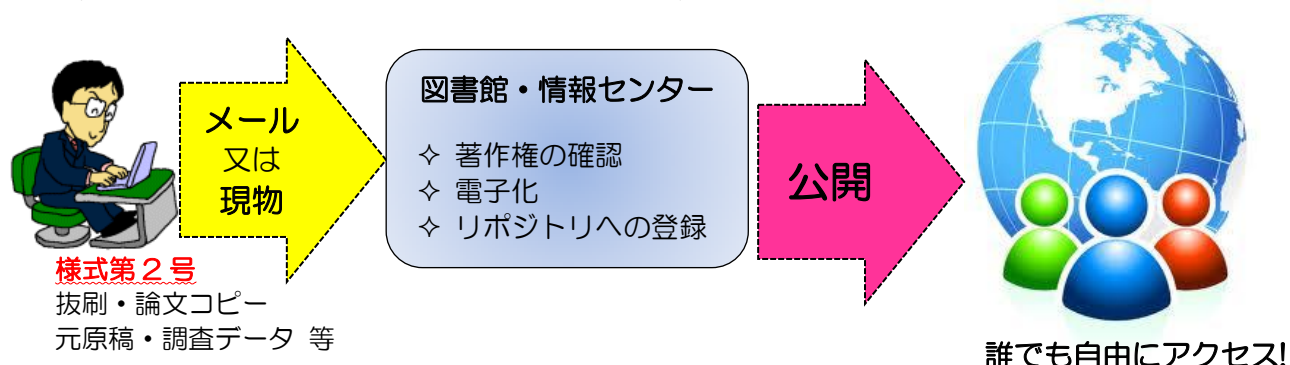 様式第２号
抜刷・論文コピー
元原稿・調査データ 等
メール
又は
現物
図書館・情報センター
✧ 著作権の確認
✧ 電子化
✧ リポジトリへの登録
公開
誰でも自由にアクセス!